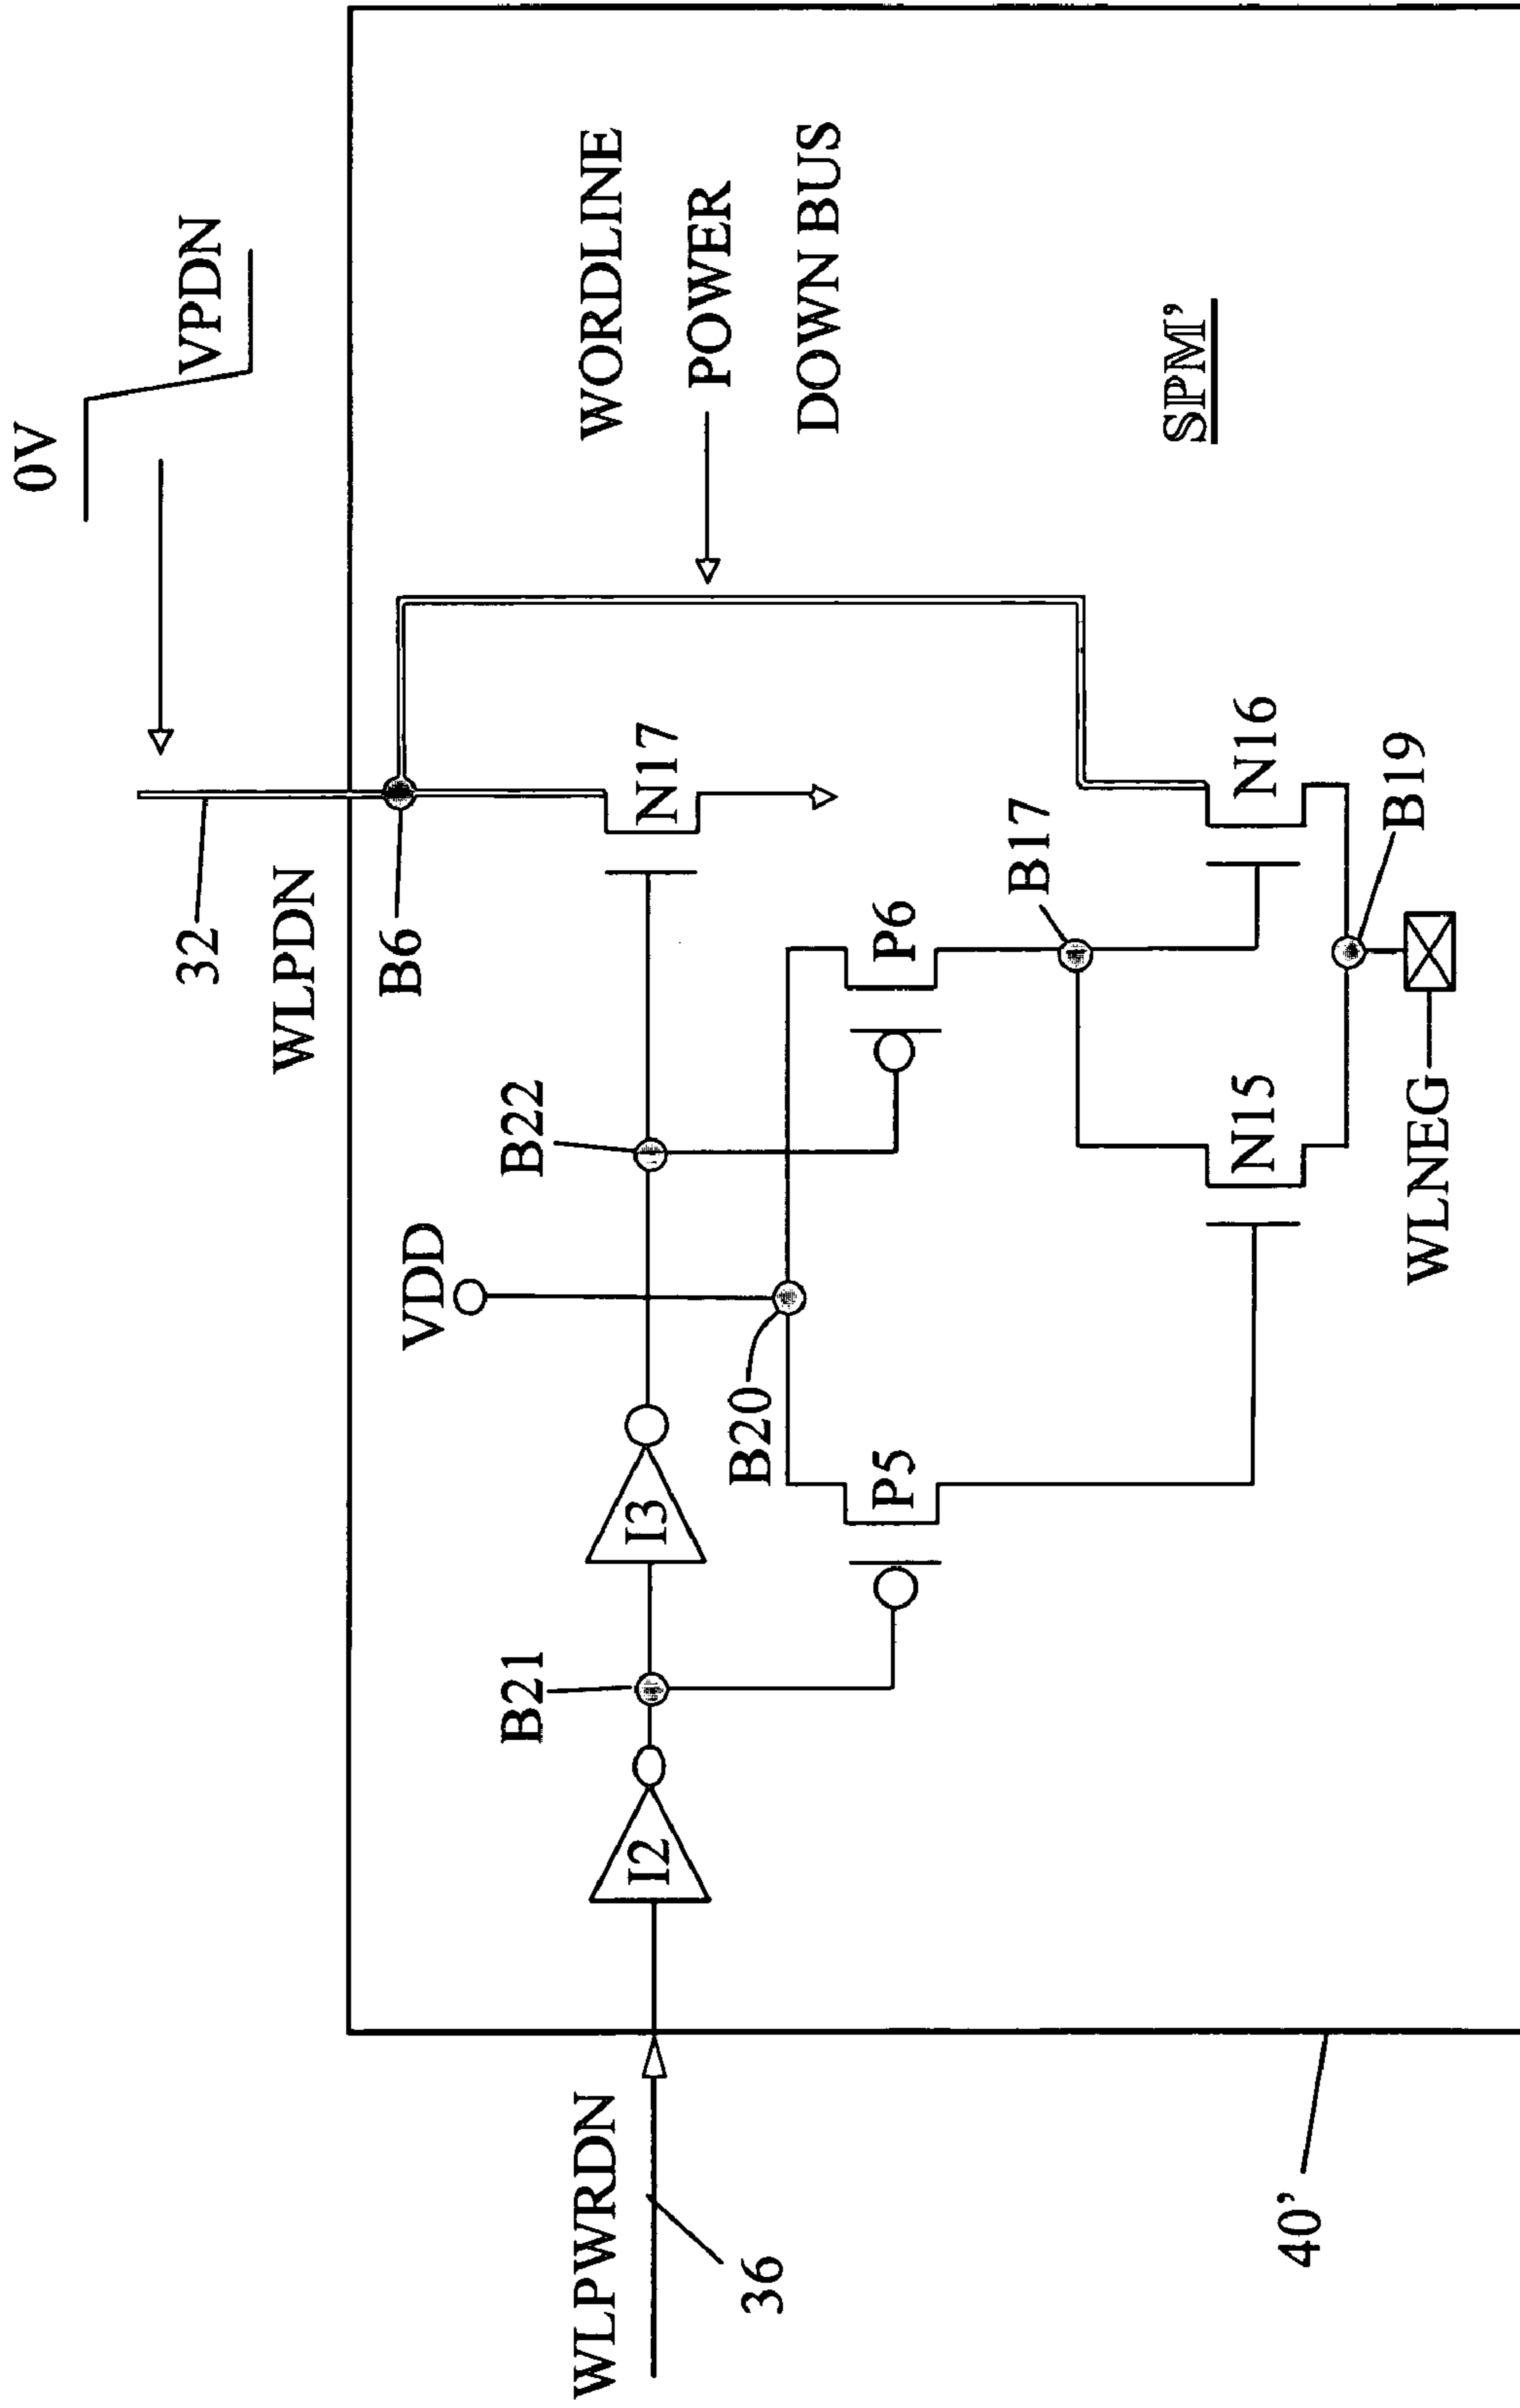 0V
VPDN
32
WLPDN
WORDLINE
POWER
DOWN BUS
B6
VDD
B22
B21
WLPWRDN
36
I2
I3
N17
B20
P5
P6
B17
N15
N16
B19
WLNEG
SPM’
40’